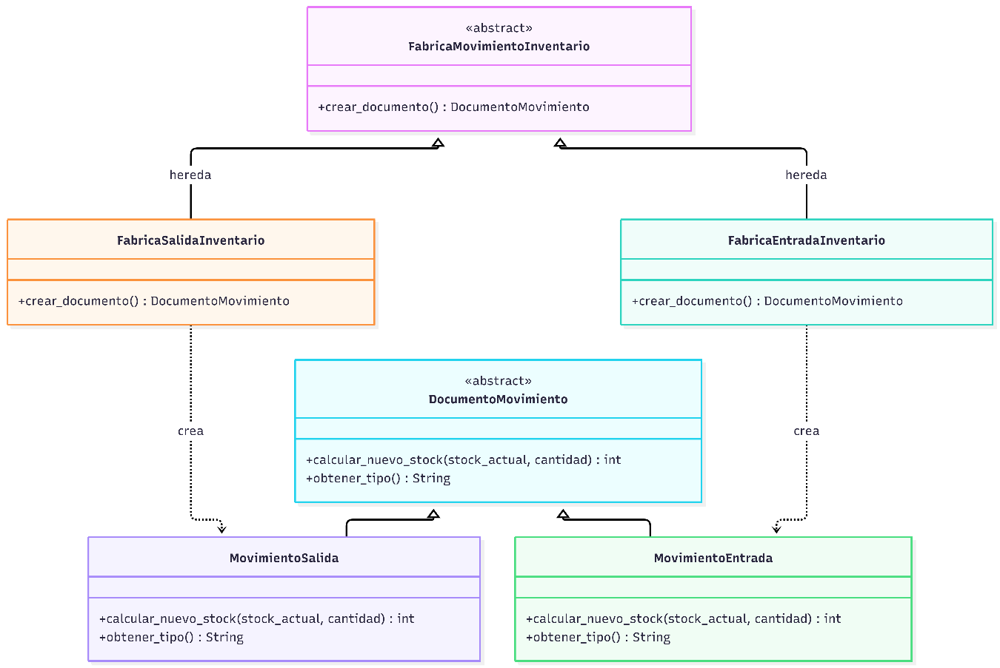 «abstract»
FabricaMovimientoInventario
+crear_documento() : DocumentoMovimiento
hereda
hereda
FabricaSalidaInventario
+crear_documento() : DocumentoMovimiento
FabricaEntradaInventario
+crear_documento() : DocumentoMovimiento
«abstract»
DocumentoMovimiento
+calcular_nuevo_stock(stock_actual, cantidad) : int
+obtener_tipo() : String
crea
crea
MovimientoSalida
+calcular_nuevo_stock(stock_actual, cantidad) : int
+obtener_tipo() : String
MovimientoEntrada
+calcular_nuevo_stock(stock_actual, cantidad) : int
+obtener_tipo() : String